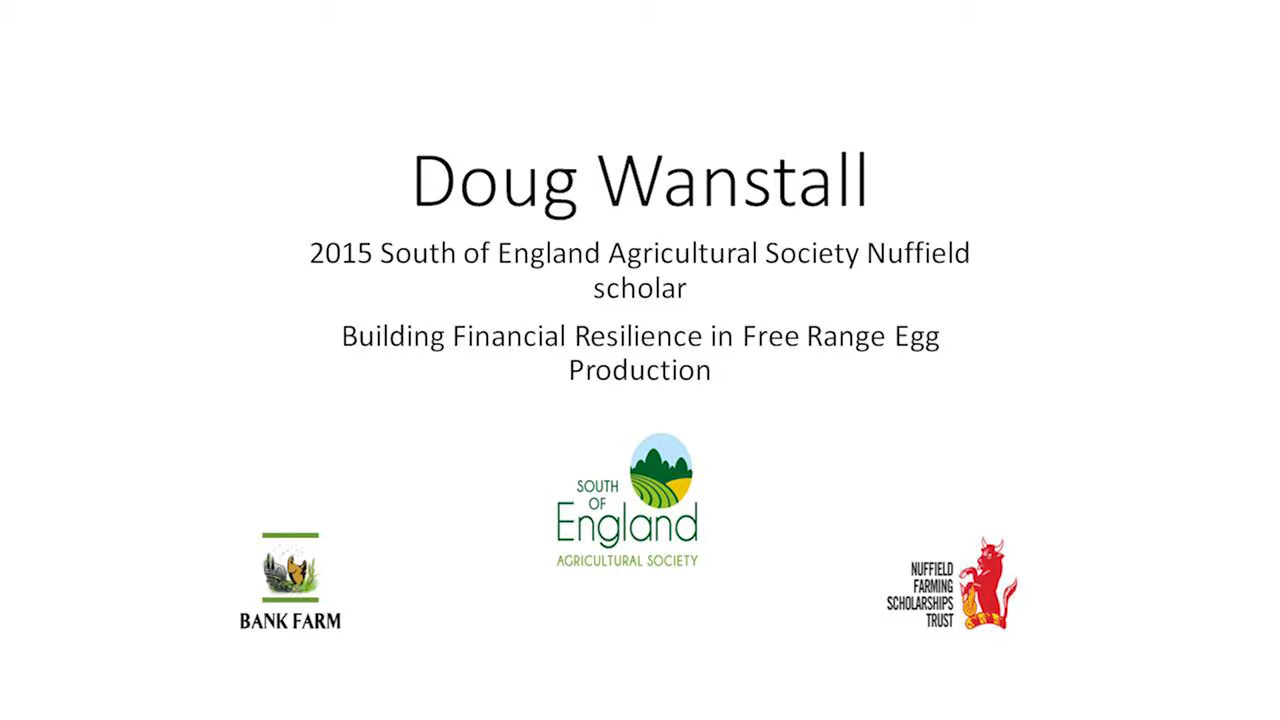 Doug Wanstall
2015 South of England Agricultural Society Nuffield
scholar
Building Financial Resilience in Free Range Egg
Production
SOUTH
OF
England
AGRICULTURAL SOCIETY
BANK FARM
NUFFIELD
FARMING
SCHOLARSHIPS
TRUST